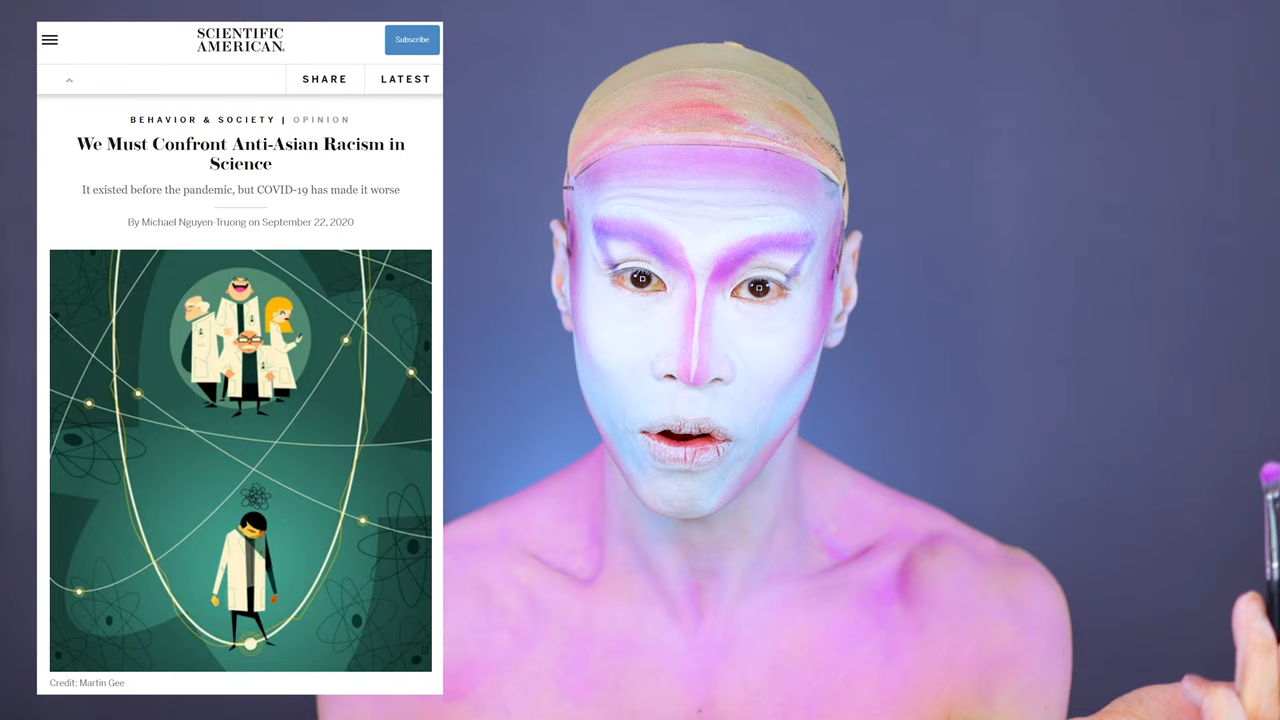 SCIENTIFIC
AMERICAN
Subscribe
SHARE
LATEST
BEHAVIOR & SOCIETY | OPINION
We Must Confront Anti-Asian Racism in
Science
It existed before the pandemic, but COVID-19 has made it worse
By Michael Nguyen-Truong on September 22, 2020
Credit: Martin Gee